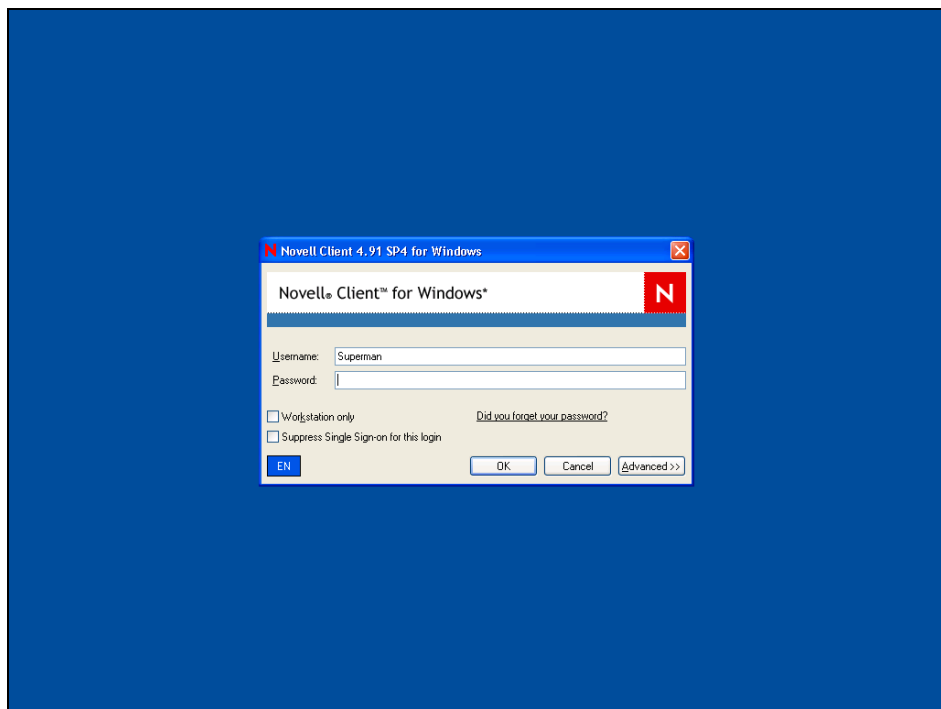 N Novell Client 4.91 SP4 for Windows
Novell® Client™ for Windows* N
Username: Superman
Password:
Workstation only Did you forget your password?
Suppress Single Sign-on for this login
EN OK Cancel Advanced >>